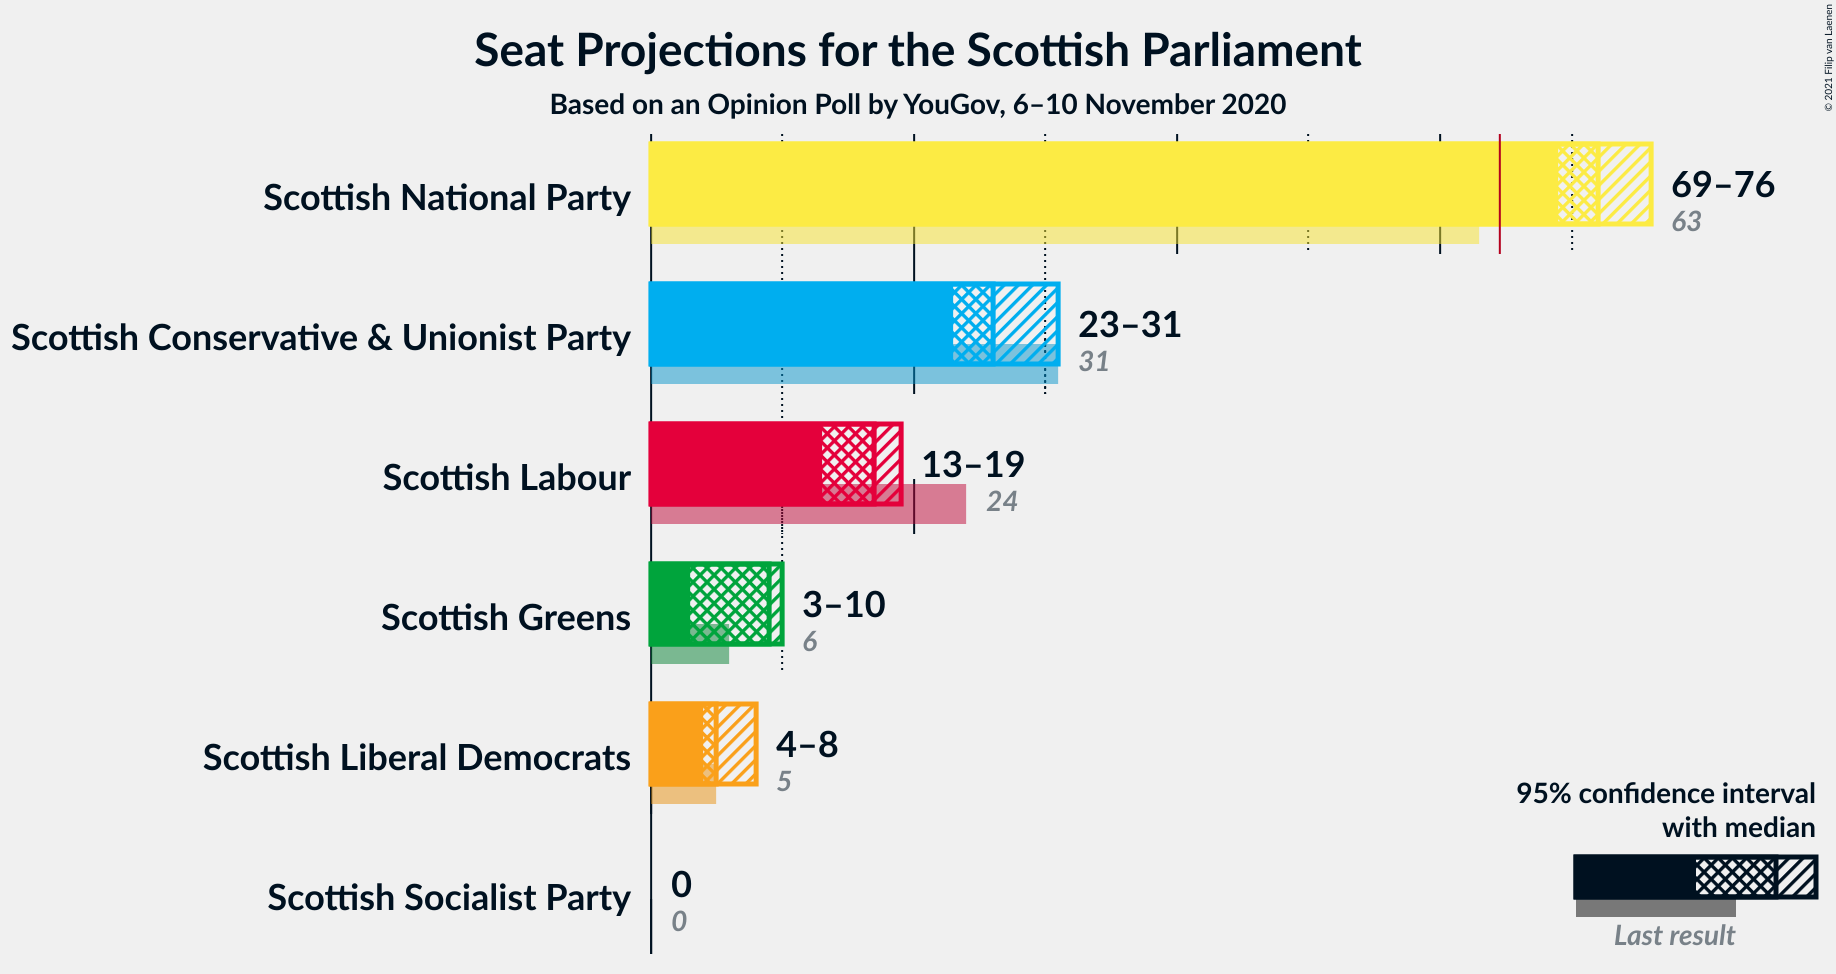 Seat Projections for the Scottish Parliament
Based on an Opinion Poll by YouGov, 6–10 November 2020
© 2021 Filip van Laenen
Scottish National Party
69–76
63
Scottish Conservative & Unionist Party
23–31
31
Scottish Labour
13–19
24
Scottish Greens
3–10
6
Scottish Liberal Democrats
4–8
5
Scottish Socialist Party
0
0
95% confidence interval
with median
Last result